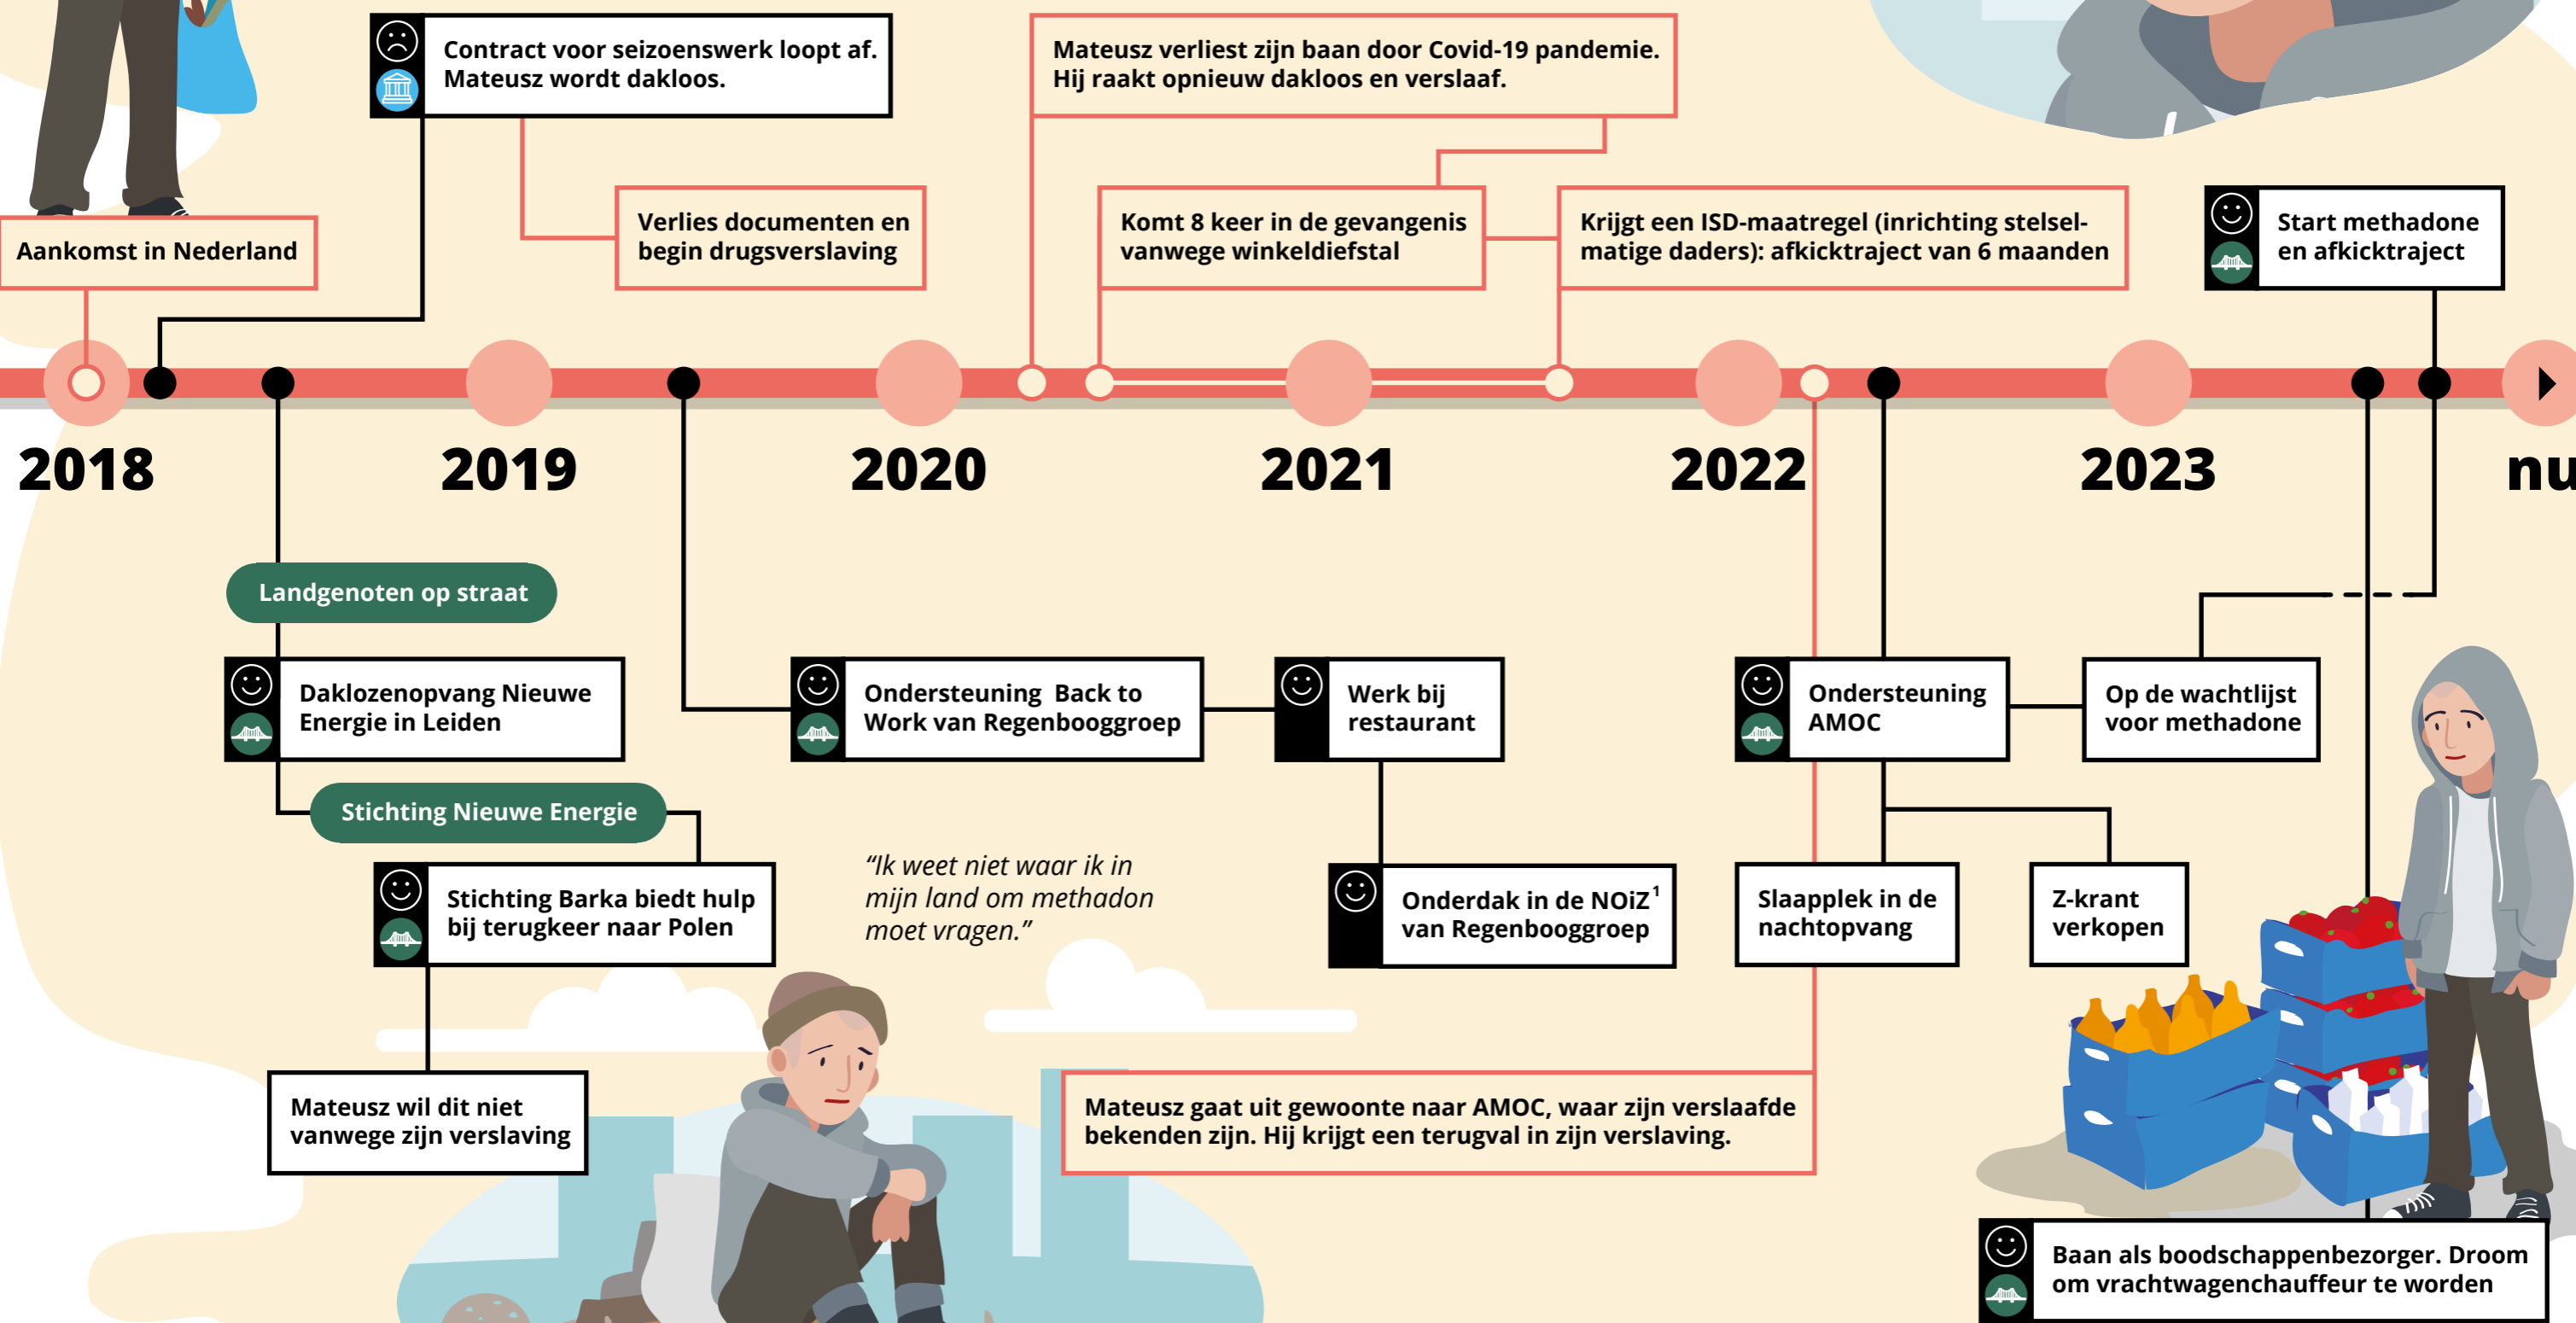 Contract voor seizoenswerk loopt af.
Mateusz wordt dakloos.
Mateusz verliest zijn baan door Covid-19 pandemie.
Hij raakt opnieuw dakloos en verslaaf.
Aankomst in Nederland
Verlies documenten en
begin drugsverslaving
Komt 8 keer in de gevangenis
vanwege winkeldiefstal
Krijgt een ISD-maatregel (inrichting stelsel-
matige daders): afkicktraject van 6 maanden
Start methadone
en afkicktraject
2018
2019
2020
2021
2022
2023
nu
Landgenoten op straat
Daklozenopvang Nieuwe
Energie in Leiden
Ondersteuning Back to
Work van Regenbooggroep
Werk bij
restaurant
Ondersteuning
AMOC
Op de wachtlijst
voor methadone
Stichting Nieuwe Energie
Stichting Barka biedt hulp
bij terugkeer naar Polen
“Ik weet niet waar ik in
mijn land om methadon
moet vragen.”
Onderdak in de NOiZ¹
van Regenbooggroep
Slaapplek in de
nachtopvang
Z-krant
verkopen
Mateusz wil dit niet
vanwege zijn verslaving
Mateusz gaat uit gewoonte naar AMOC, waar zijn verslaafde
bekenden zijn. Hij krijgt een terugval in zijn verslaving.
Baan als boodschappenbezorger. Droom
om vrachtwagenchauffeur te worden